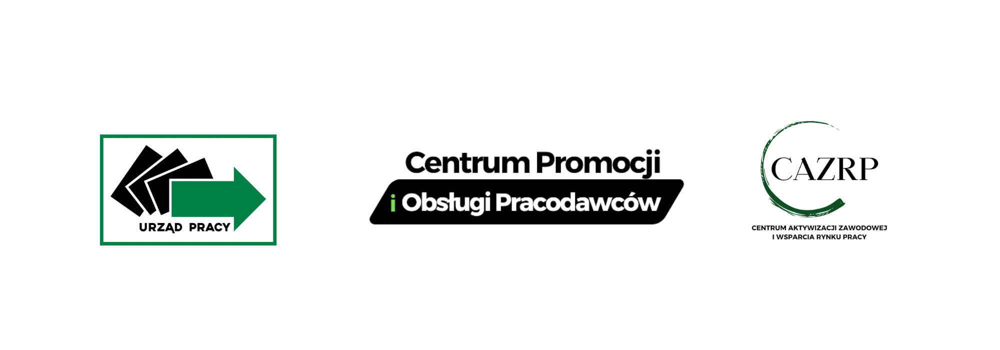 URZĄD PRACY
Centrum Promocji
i Obsługi Pracodawców
CAZRP
CENTRUM AKTYWIZACJI ZAWODOWEJ
I WSPARCIA RYNKU PRACY